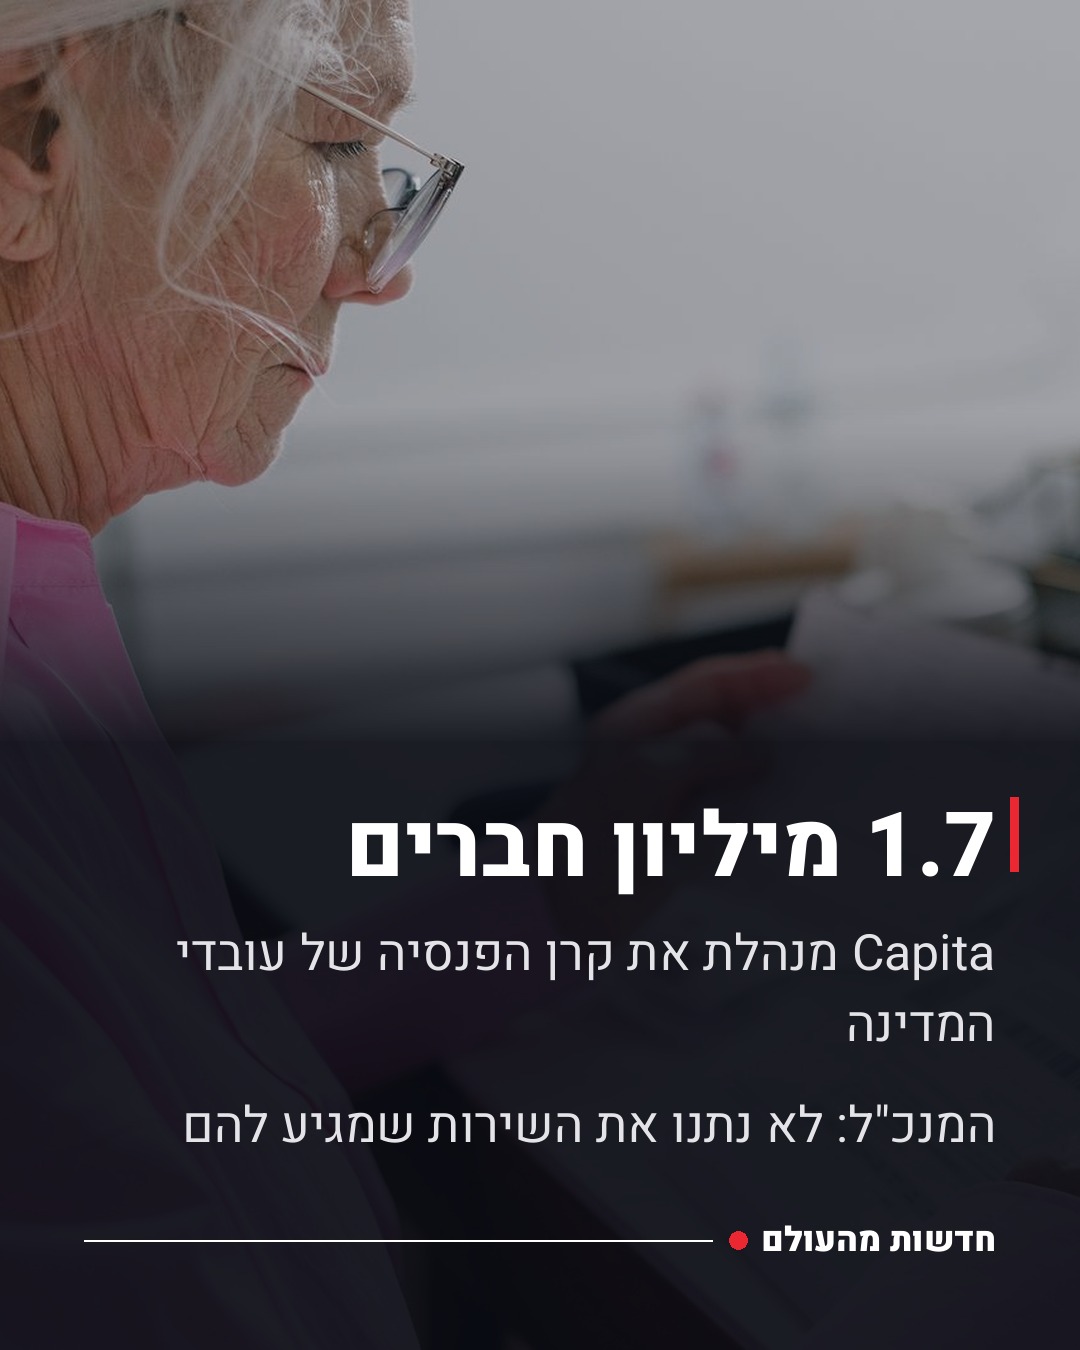 1.7 מיליון חברים
Capita מנהלת את קרן הפנסיה של עובדי
המדינה
המנכ"ל: לא נתנו את השירות שמגיע להם
חדשות מהעולם